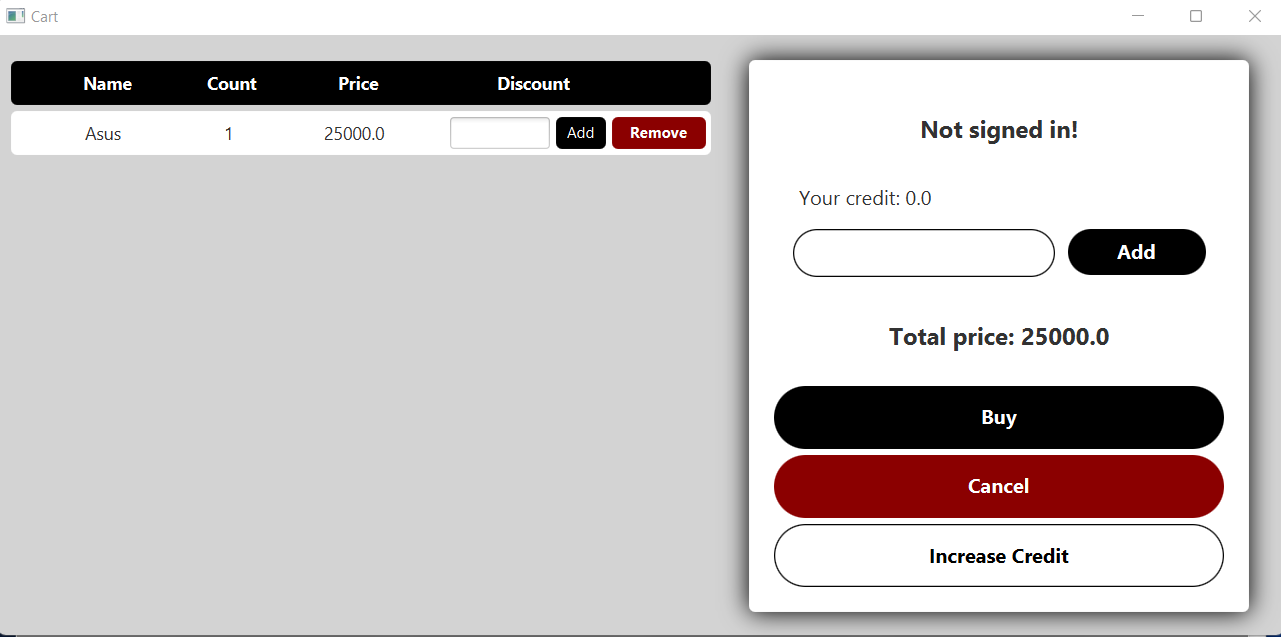 Cart
Name Count Price Discount
Asus 1 25000.0 Add Remove
Not signed in!
Your credit: 0.0
Add
Total price: 25000.0
Buy
Cancel
Increase Credit